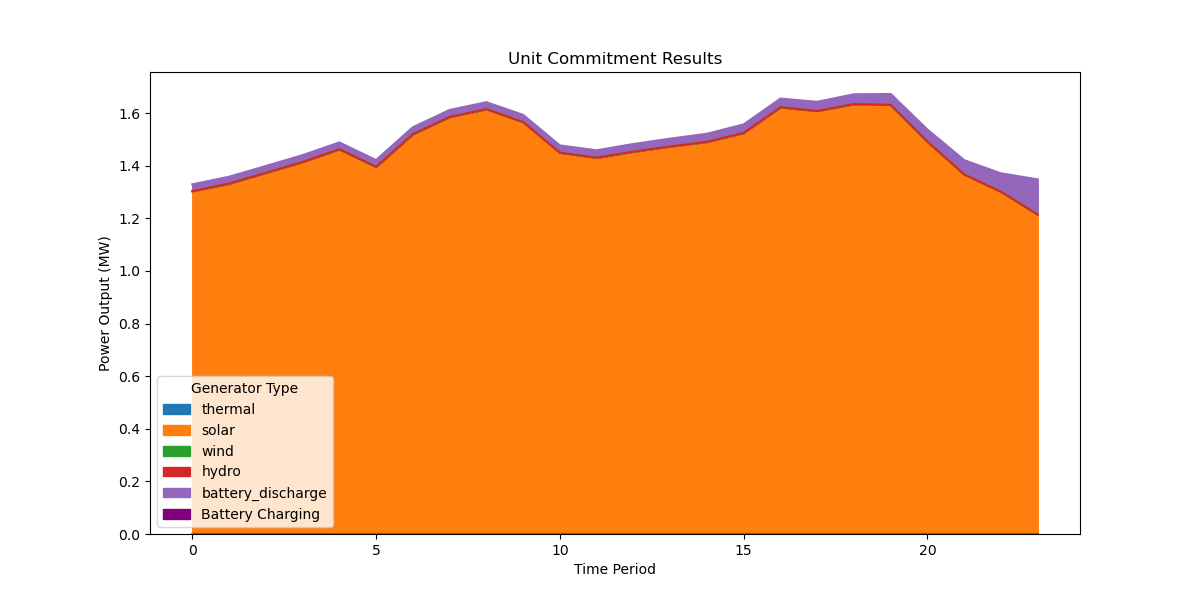 Unit Commitment Results
Power Output (MW)
1.6
1.4
1.2
1.0
0.8
0.6
0.4
0.2
0.0
Generator Type
thermal
solar
wind
hydro
battery_discharge
Battery Charging
0 5 10 15 20
Time Period